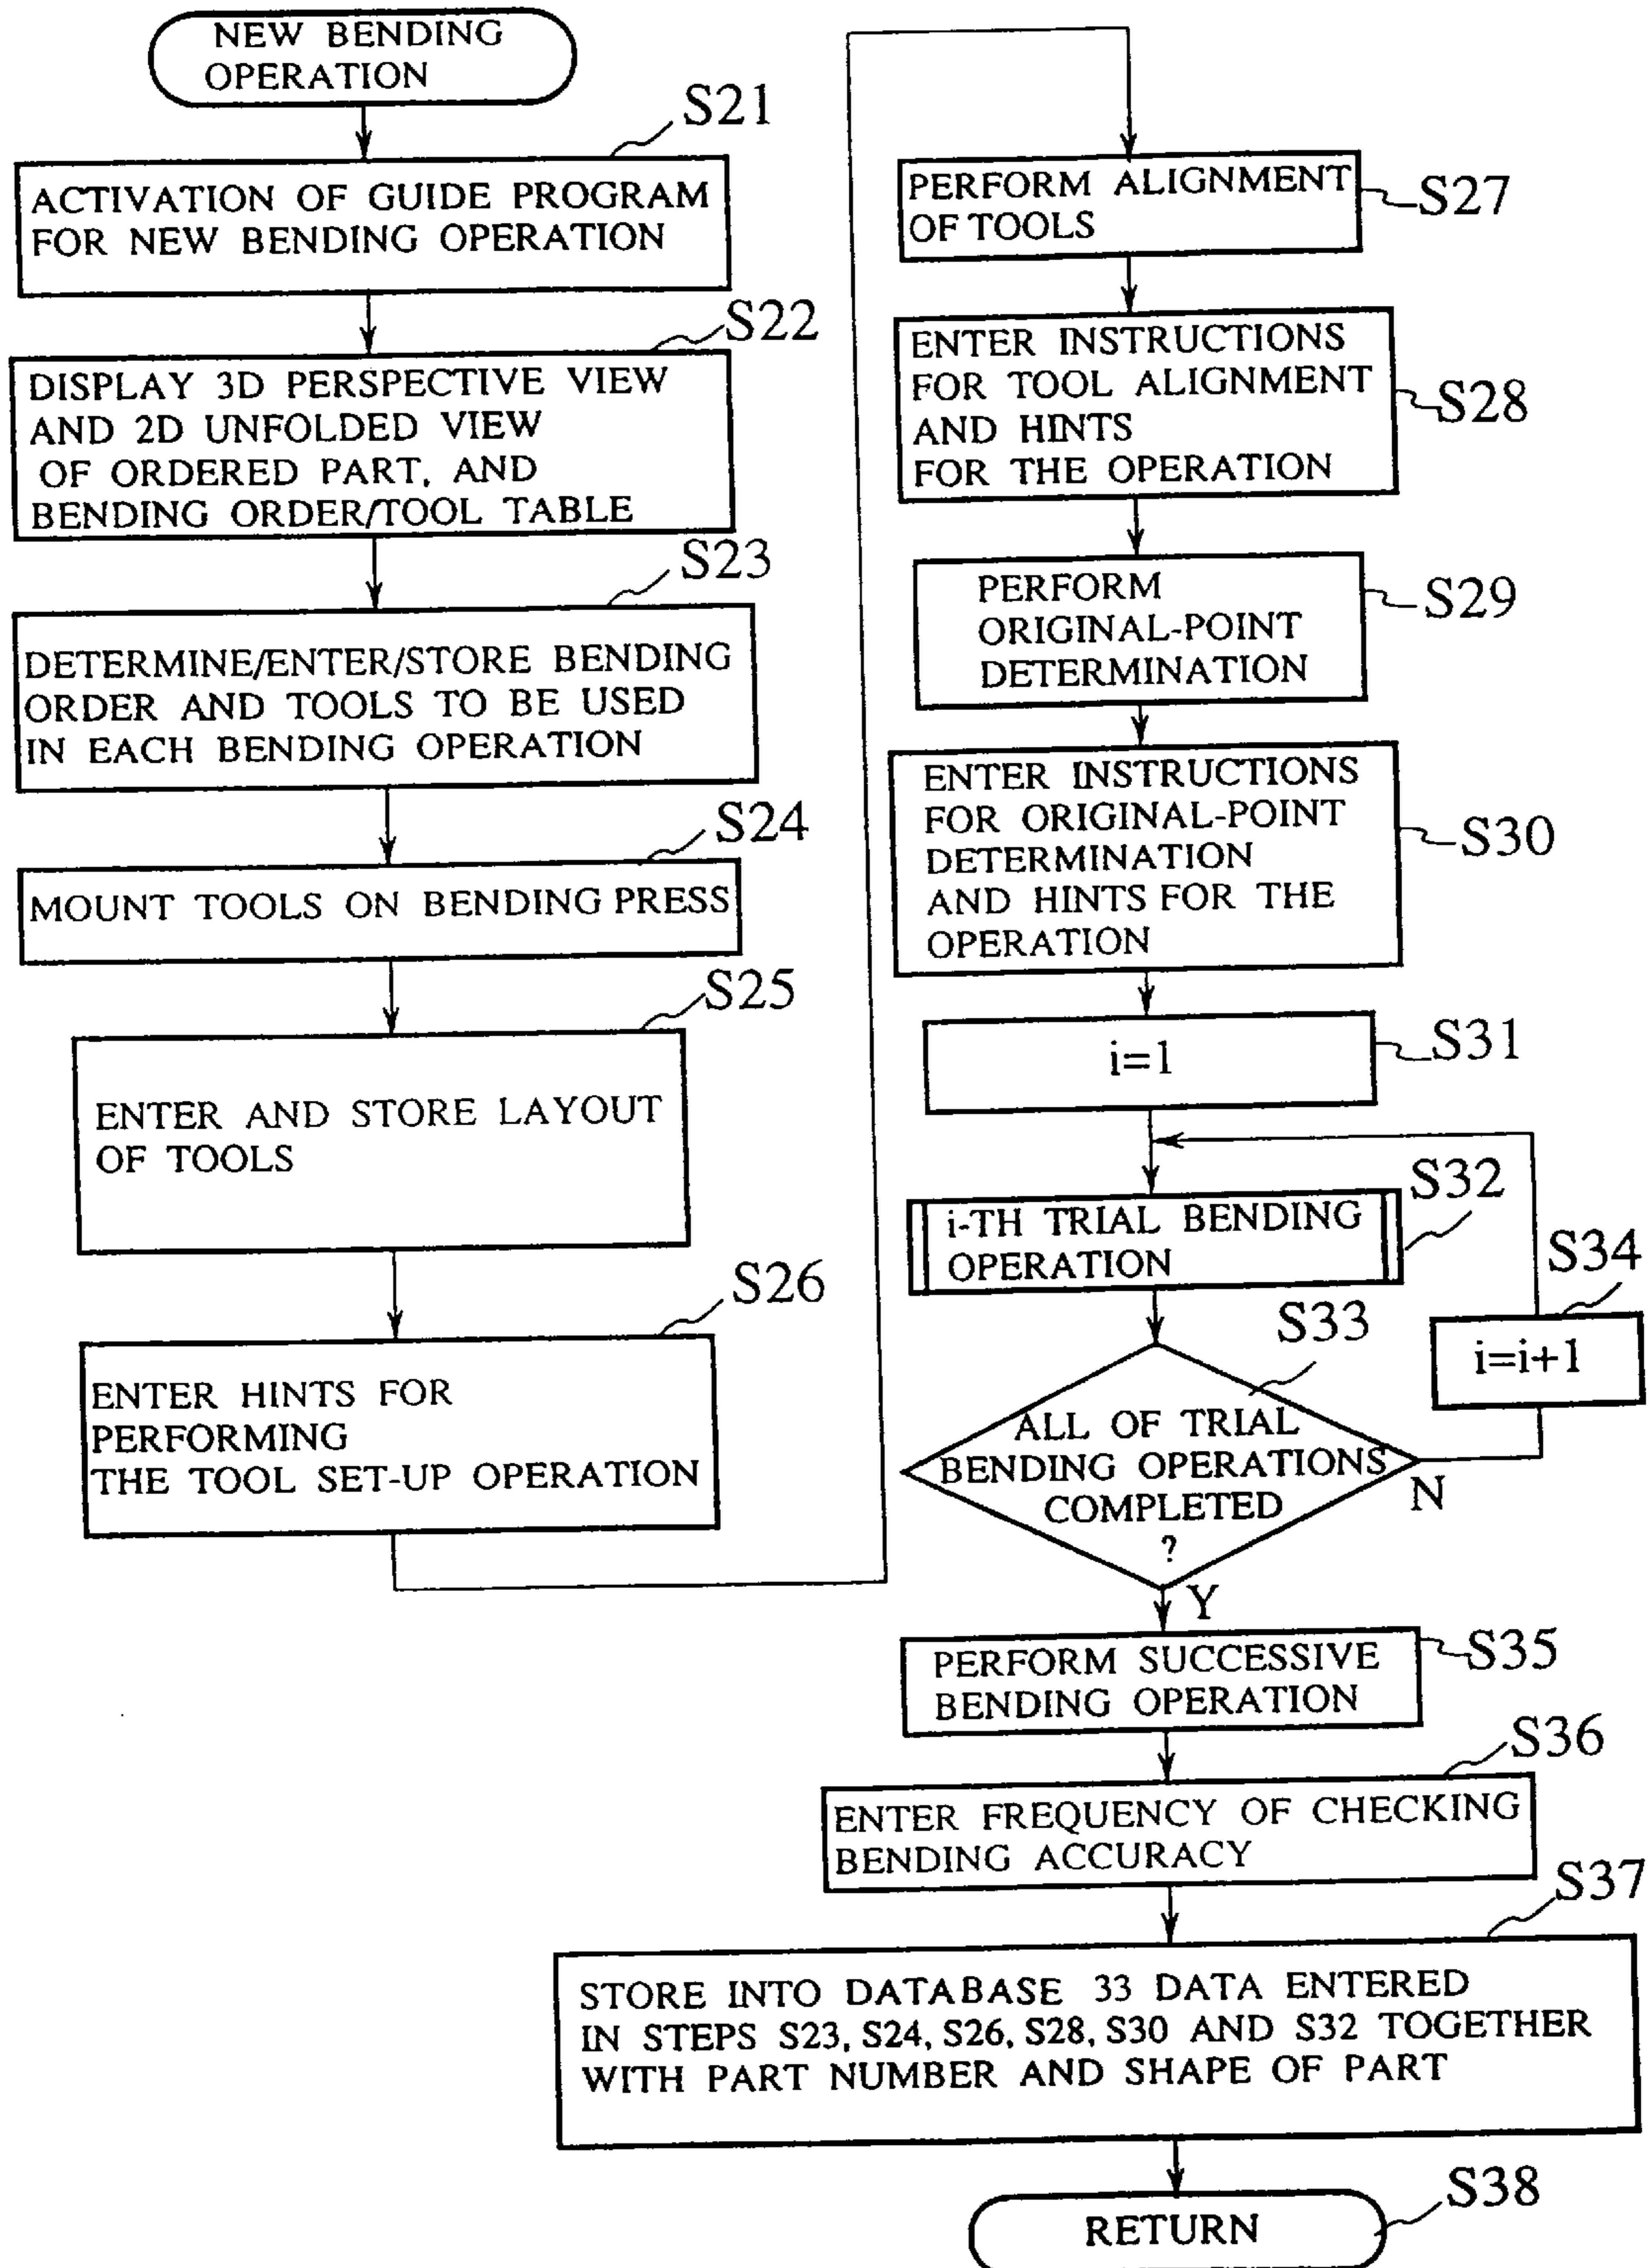 NEW BENDING
OPERATION
S21
ACTIVATION OF GUIDE PROGRAM
FOR NEW BENDING OPERATION
S22
DISPLAY 3D PERSPECTIVE VIEW
AND 2D UNFOLDED VIEW
OF ORDERED PART, AND
BENDING ORDER/TOOL TABLE
S23
DETERMINE/ENTER/STORE BENDING
ORDER AND TOOLS TO BE USED
IN EACH BENDING OPERATION
S24
MOUNT TOOLS ON BENDING PRESS
S25
ENTER AND STORE LAYOUT
OF TOOLS
S26
ENTER HINTS FOR
PERFORMING
THE TOOL SET-UP OPERATION
PERFORM ALIGNMENT
OF TOOLS
S27
ENTER INSTRUCTIONS
FOR TOOL ALIGNMENT
AND HINTS
FOR THE OPERATION
S28
PERFORM
ORIGINAL-POINT
DETERMINATION
S29
ENTER INSTRUCTIONS
FOR ORIGINAL-POINT
DETERMINATION
AND HINTS FOR THE
OPERATION
S30
i=1
S31
i-TH TRIAL BENDING
OPERATION
S32
S33
ALL OF TRIAL
BENDING OPERATIONS
COMPLETED
?
N
S34
i=i+1
Y
PERFORM SUCCESSIVE
BENDING OPERATION
S35
S36
ENTER FREQUENCY OF CHECKING
BENDING ACCURACY
S37
STORE INTO DATABASE 33 DATA ENTERED
IN STEPS S23, S24, S26, S28, S30 AND S32 TOGETHER
WITH PART NUMBER AND SHAPE OF PART
RETURN
S38